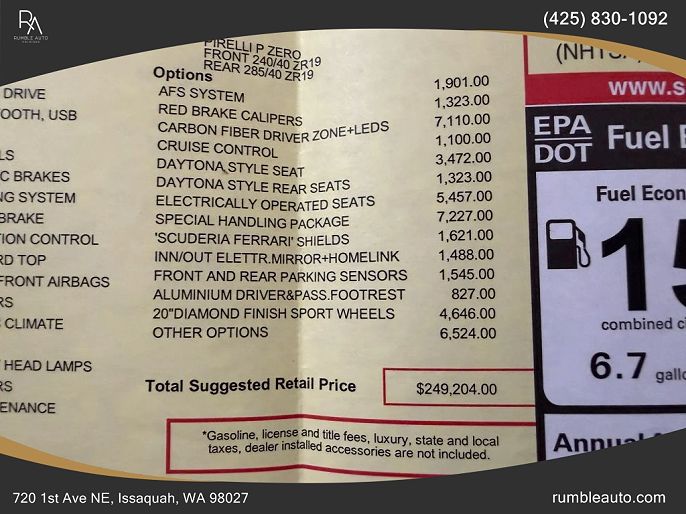 RA
RUMBLE AUTO
(425) 830-1092
DRIVE
OOTH, USB
LS
C BRAKES
NG SYSTEM
BRAKE
TION CONTROL
RD TOP
FRONT AIRBAGS
RS
CLIMATE
HEAD LAMPS
RS
ENANCE
PIRELLI P ZERO
FRONT 240/40 ZR19
REAR 285/40 ZR19
Options
AFS SYSTEM 1,901.00
RED BRAKE CALIPERS 1,323.00
CARBON FIBER DRIVER ZONE+LEDS 7,110.00
CRUISE CONTROL 1,100.00
DAYTONA STYLE SEAT 3,472.00
DAYTONA STYLE REAR SEATS 1,323.00
ELECTRICALLY OPERATED SEATS 5,457.00
SPECIAL HANDLING PACKAGE 7,227.00
'SCUDERIA FERRARI' SHIELDS 1,621.00
INN/OUT ELETTR.MIRROR+HOMELINK 1,488.00
FRONT AND REAR PARKING SENSORS 1,545.00
ALUMINIUM DRIVER&PASS.FOOTREST 827.00
20"DIAMOND FINISH SPORT WHEELS 4,646.00
OTHER OPTIONS 6,524.00
Total Suggested Retail Price $249,204.00
*Gasoline, license and title fees, luxury, state and local
taxes, dealer installed accessories are not included.
(NHTSA)
www.s
EPA
DOT Fuel E
Fuel Econ
15
combined ci
6.7 gallo
Annual
720 1st Ave NE, Issaquah, WA 98027
rumbleauto.com